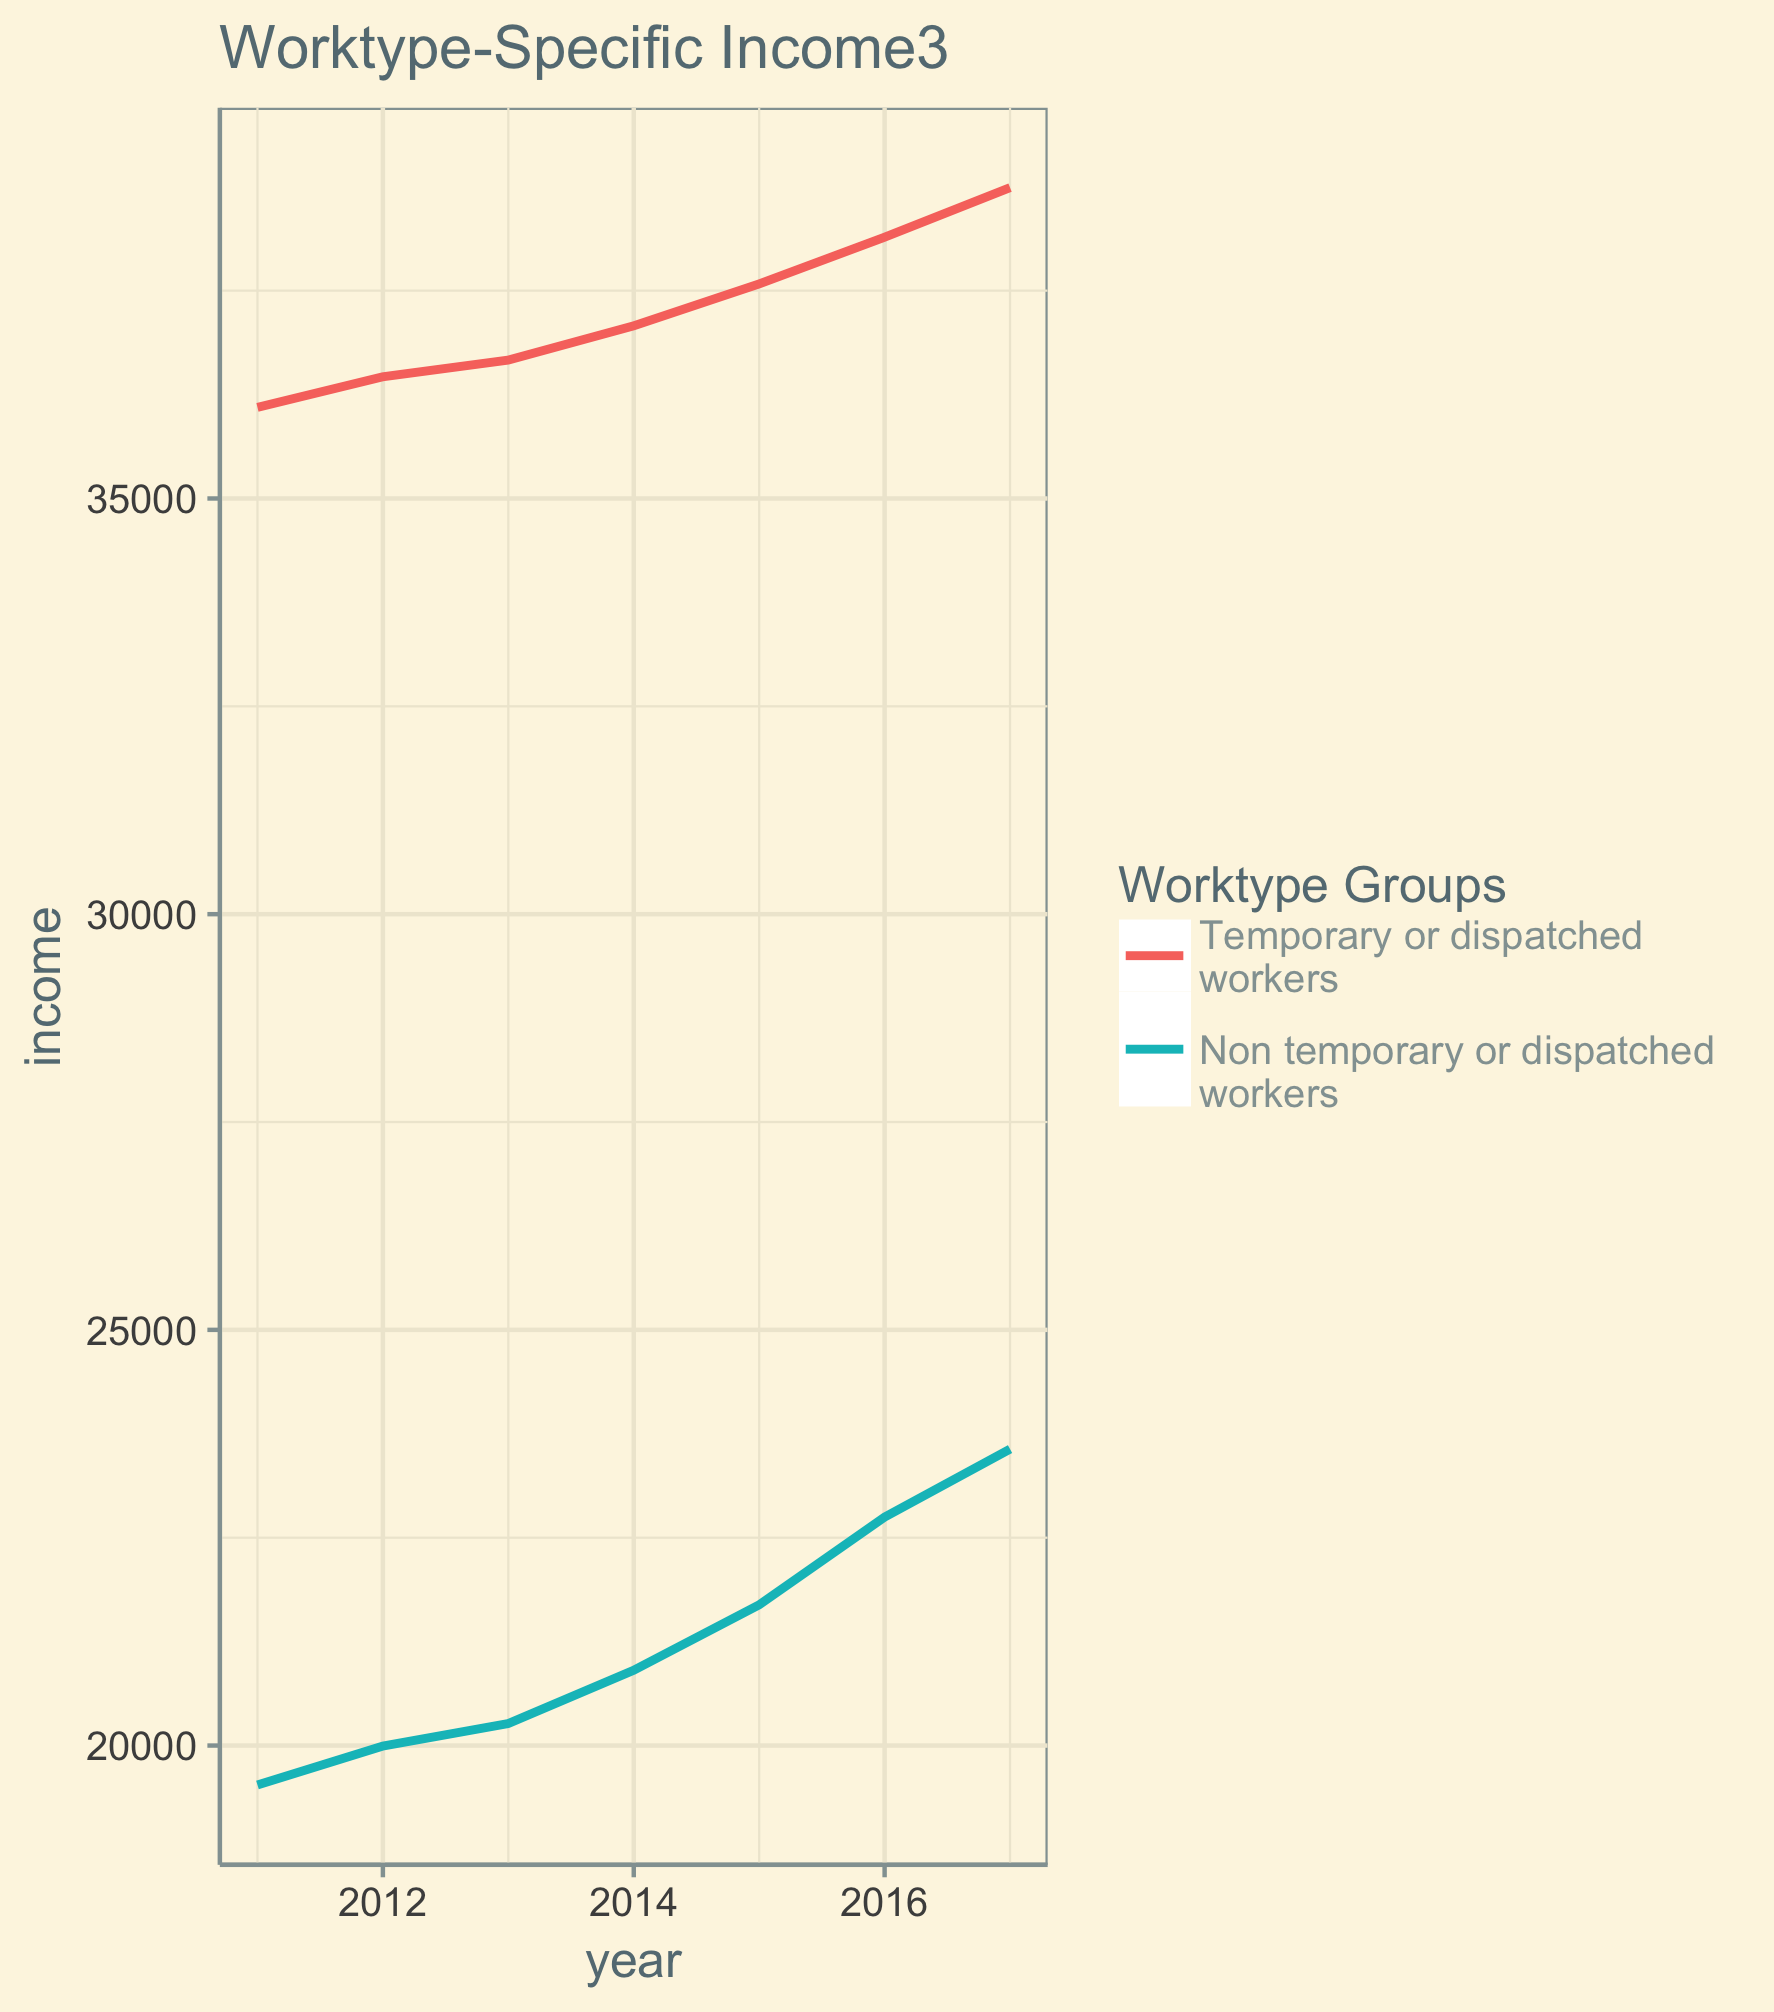 Worktype-Specific Income3
35000
30000
25000
20000
income
2012 2014 2016
year
Worktype Groups
Temporary or dispatched
workers
Non temporary or dispatched
workers